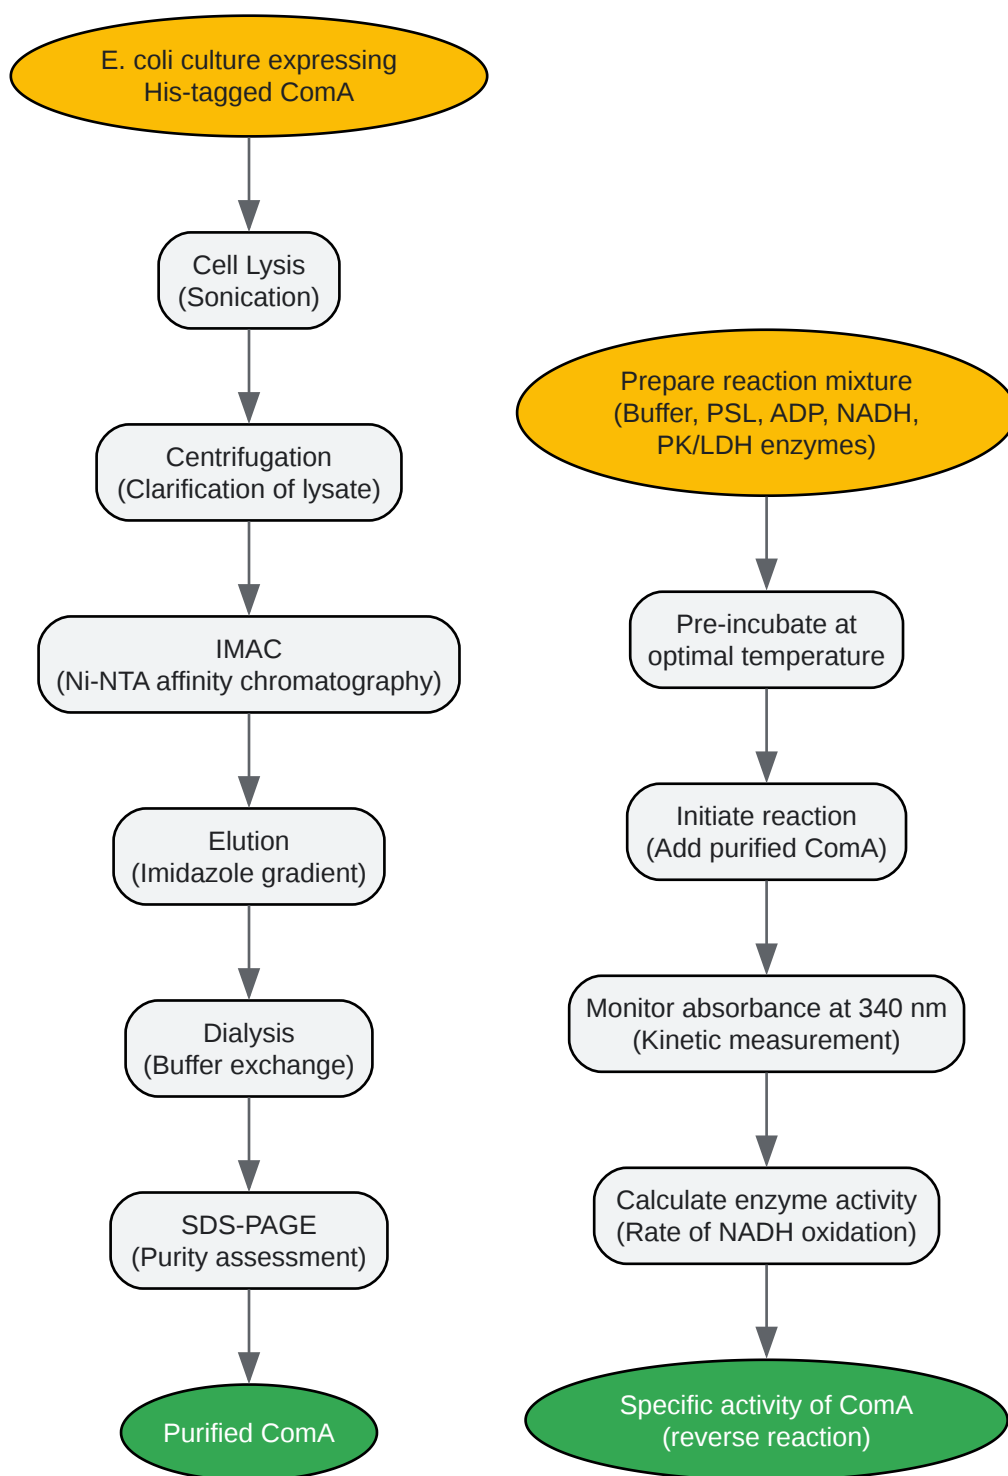 E. coli culture expressing
His-tagged ComA
Cell Lysis
(Sonication)
Centrifugation
(Clarification of lysate)
IMAC
(Ni-NTA affinity chromatography)
Elution
(Imidazole gradient)
Dialysis
(Buffer exchange)
SDS-PAGE
(Purity assessment)
Purified ComA
Prepare reaction mixture
(Buffer, PSL, ADP, NADH,
PK/LDH enzymes)
Pre-incubate at
optimal temperature
Initiate reaction
(Add purified ComA)
Monitor absorbance at 340 nm
(Kinetic measurement)
Calculate enzyme activity
(Rate of NADH oxidation)
Specific activity of ComA
(reverse reaction)